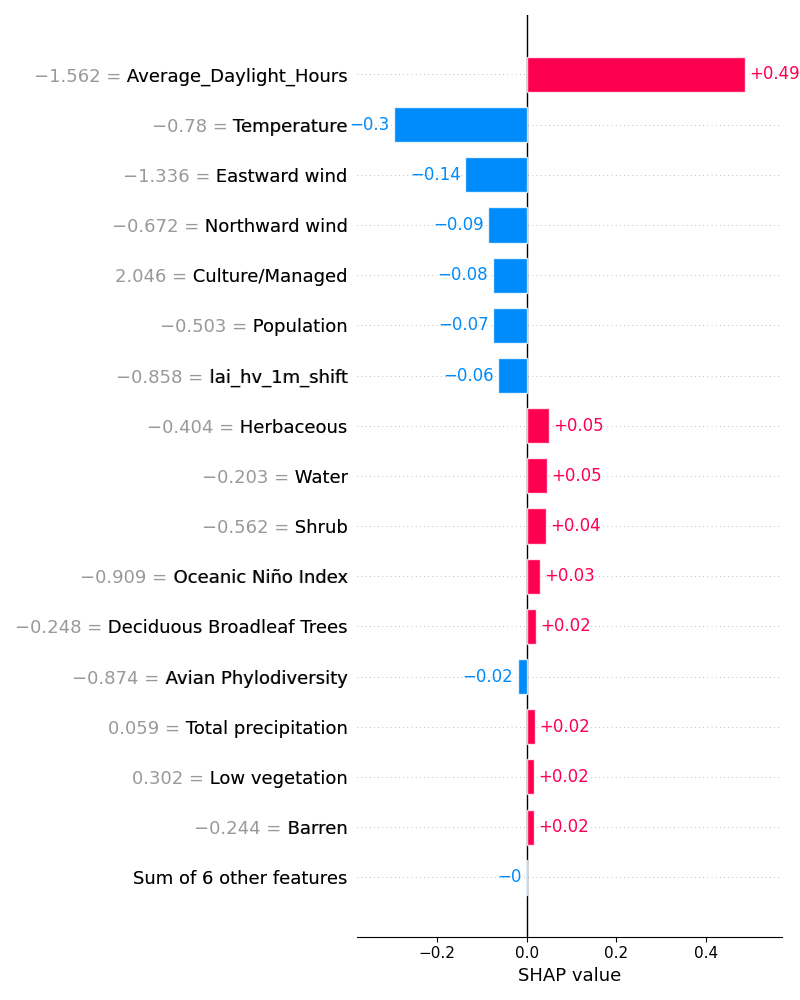 −1.562 = Average_Daylight_Hours +0.49
−0.78 = Temperature −0.3
−1.336 = Eastward wind −0.14
−0.672 = Northward wind −0.09
2.046 = Culture/Managed −0.08
−0.503 = Population −0.07
−0.858 = lai_hv_1m_shift −0.06
−0.404 = Herbaceous +0.05
−0.203 = Water +0.05
−0.562 = Shrub +0.04
−0.909 = Oceanic Niño Index +0.03
−0.248 = Deciduous Broadleaf Trees +0.02
−0.874 = Avian Phylodiversity −0.02
0.059 = Total precipitation +0.02
0.302 = Low vegetation +0.02
−0.244 = Barren +0.02
Sum of 6 other features −0
−0.2 0.0 0.2 0.4
SHAP value